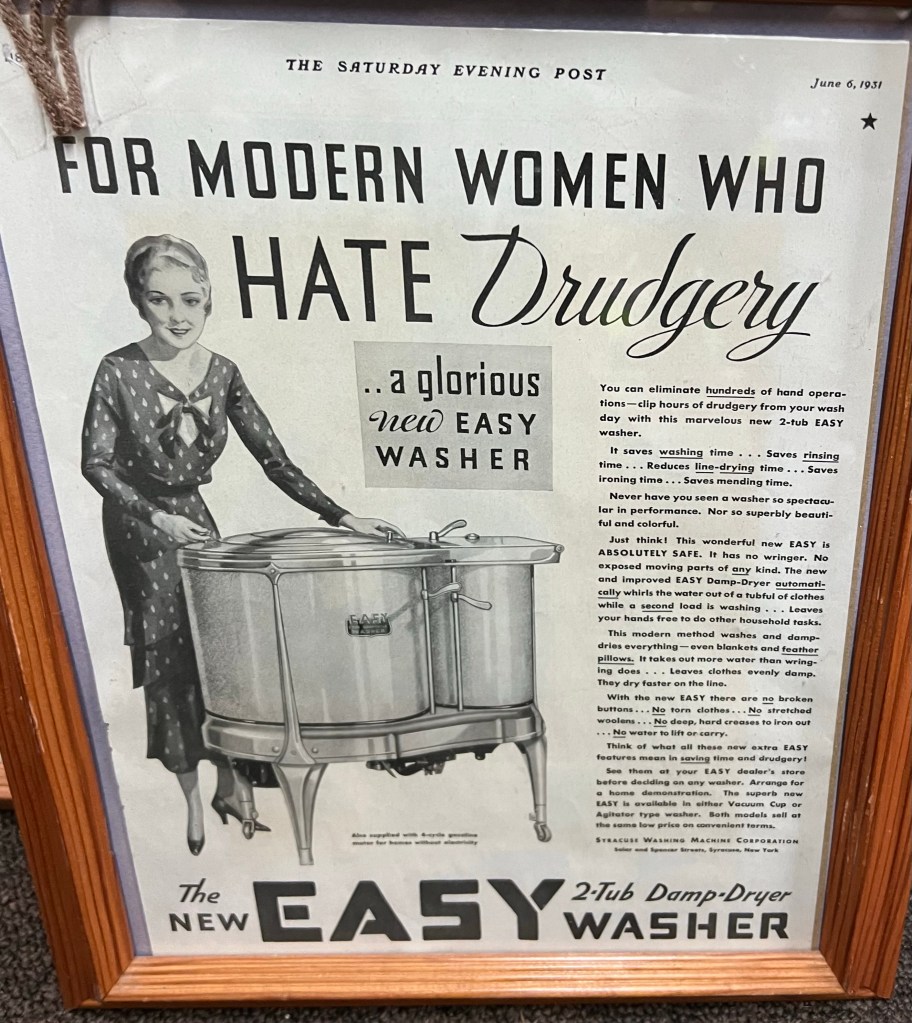 THE SATURDAY EVENING POST
June 6, 1931
FOR MODERN WOMEN WHO
HATE Drudgery
..a glorious
new EASY
WASHER
You can eliminate hundreds of hand opera-
tions—clip hours of drudgery from your wash
day with this marvelous new 2-tub EASY
washer.
It saves washing time . . . Saves rinsing
time . . . Reduces line-drying time . . . Saves
ironing time . . . Saves mending time.
Never have you seen a washer so spectacu-
lar in performance. Nor so superbly beauti-
ful and colorful.
Just think! This wonderful new EASY is
ABSOLUTELY SAFE. It has no wringer. No
exposed moving parts of any kind. The new
and improved EASY Damp-Dryer automati-
cally whirls the water out of a tubful of clothes
while a second load is washing . . . Leaves
your hands free to do other household tasks.
This modern method washes and damp-
dries everything—even blankets and feather
pillows. It takes out more water than wring-
ing does . . . Leaves clothes evenly damp.
They dry faster on the line.
With the new EASY there are no broken
buttons . . . No torn clothes . . . No stretched
woolens . . . No deep, hard creases to iron out
. . . No water to lift or carry.
Think of what all these new extra EASY
features mean in saving time and drudgery!
See them at your EASY dealer's store
before deciding on any washer. Arrange for
a home demonstration. The superb new
EASY is available in either Vacuum Cup or
Agitator type washer. Both models sell at
the same low price on convenient terms.
SYRACUSE WASHING MACHINE CORPORATION
Solar and Spencer Streets, Syracuse, New York
EASY
WASHER
Also supplied with 4-cycle gasoline
motor for homes without electricity
The
NEW EASY 2-Tub Damp-Dryer
WASHER